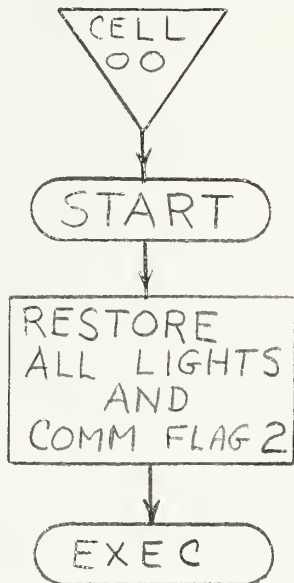 CELL
00
START
RESTORE
ALL LIGHTS
AND
COMM FLAG 2
EXEC